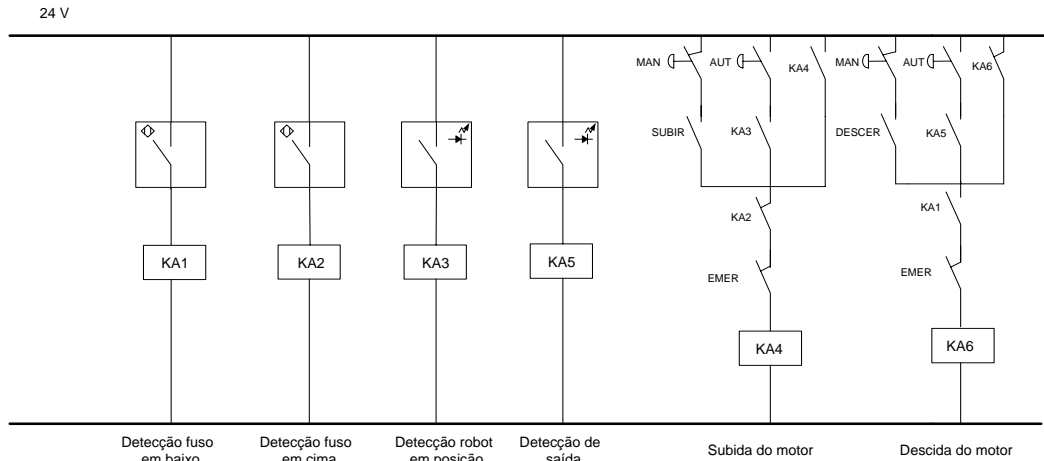 24 V
MAN
AUT
KA4
MAN
AUT
KA6
SUBIR
KA3
DESCER
KA5
KA2
KA1
KA1
KA2
KA3
KA5
EMER
EMER
KA4
KA6
Detecção fuso
em baixo
Detecção fuso
em cima
Detecção robot
em posição
Detecção de
saída
Subida do motor
Descida do motor